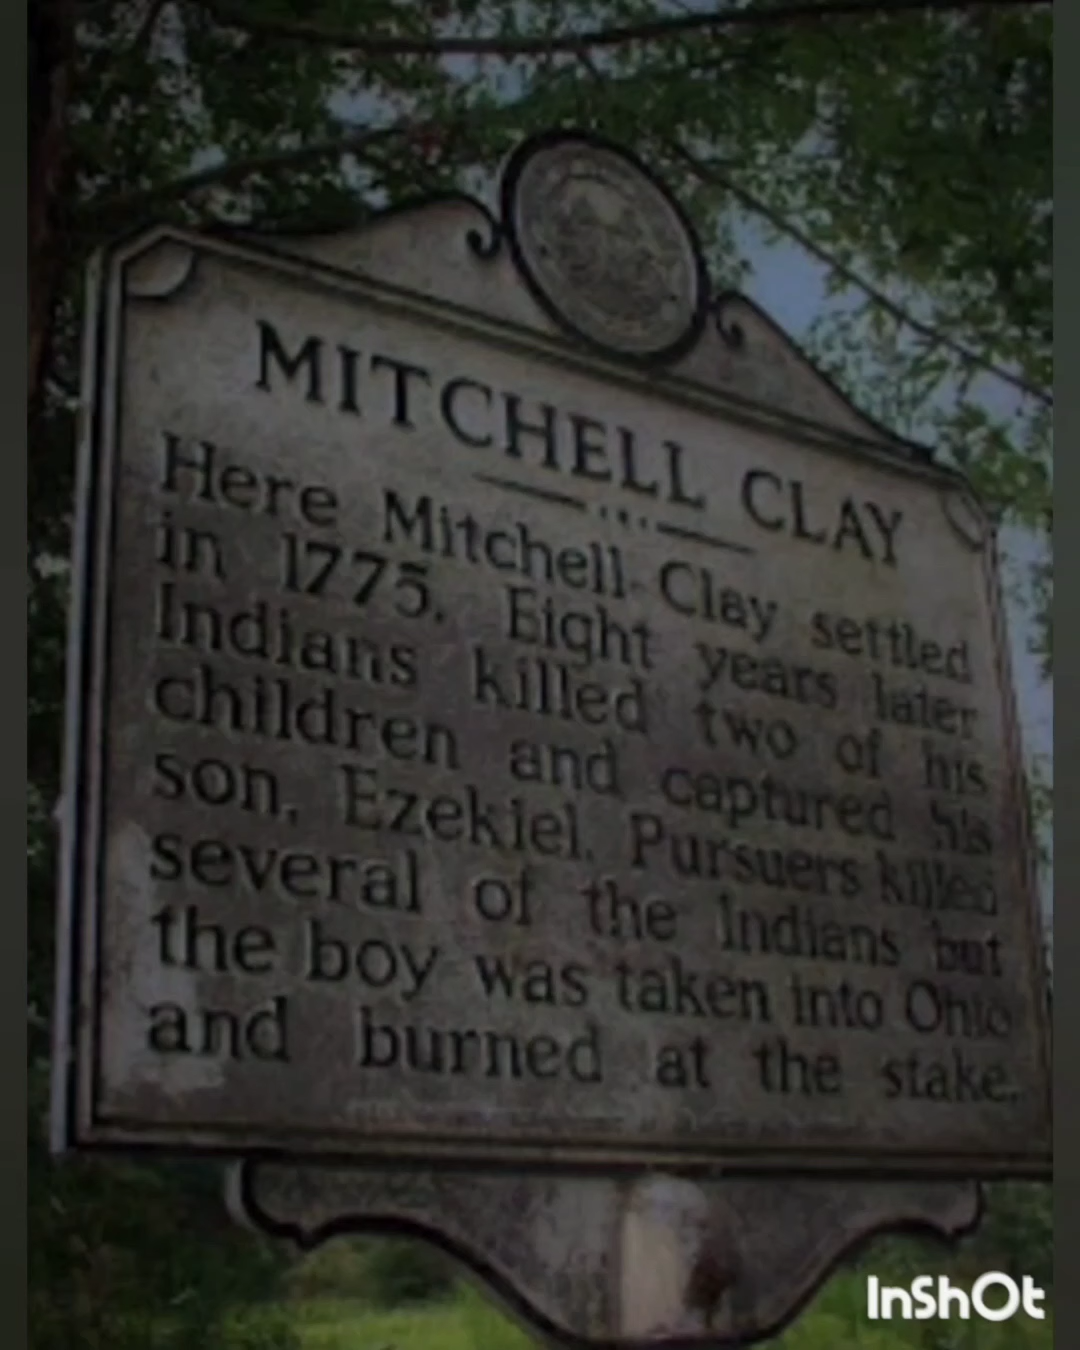 MITCHELL CLAY
Here Mitchell Clay settled
in 1775. Eight years later
Indians killed two of his
children and captured his
son, Ezekiel. Pursuers killed
several of the Indians but
the boy was taken into Ohio
and burned at the stake.
InShOt